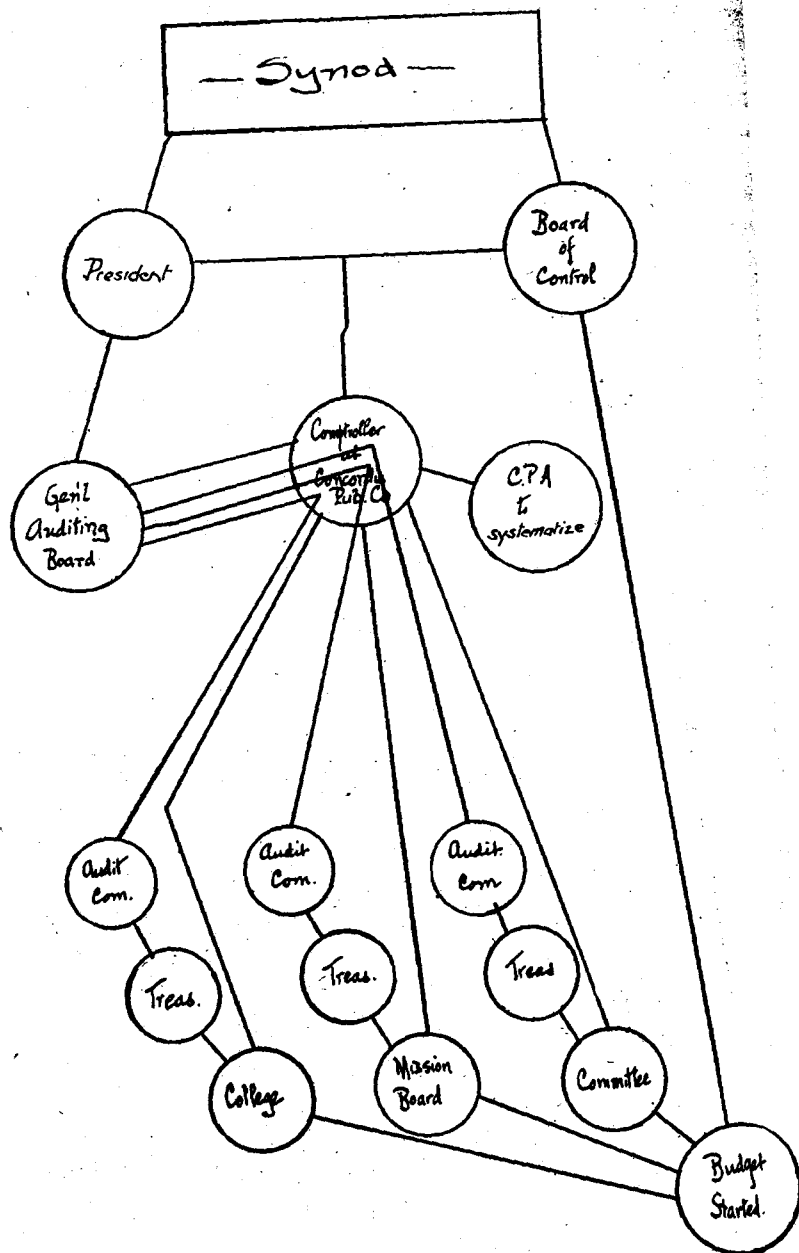 — Synod —
President
Board
of
Control
Comptroller
at
Concordia
Pub. Co
Gen'l
Auditing
Board
C.P.A
to
systematize
Audit
Com.
Audit
Com.
Audit.
Com
Treas.
Treas.
Treas
College
Mission
Board
Committee
Budget
Started.